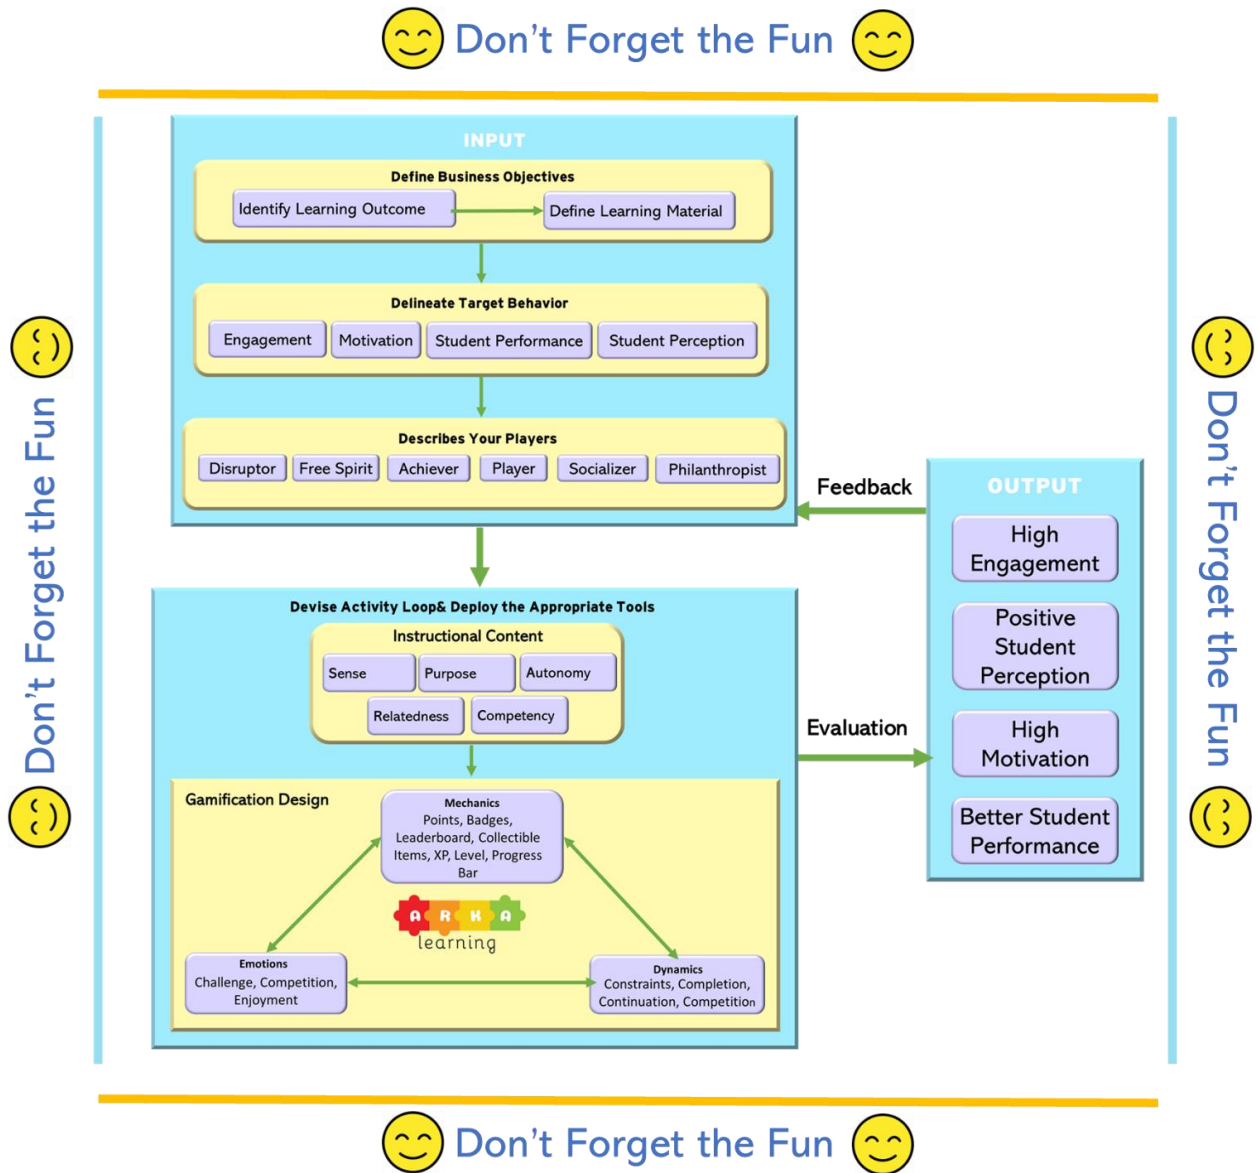 Don't Forget the Fun
INPUT
Define Business Objectives
Identify Learning Outcome
Define Learning Material
Delineate Target Behavior
Engagement
Motivation
Student Performance
Student Perception
Describes Your Players
Disruptor
Free Spirit
Achiever
Player
Socializer
Philanthropist
Don't Forget the Fun
Don't Forget the Fun
Feedback
OUTPUT
High
Engagement
Positive
Student
Perception
High
Motivation
Better Student
Performance
Devise Activity Loop& Deploy the Appropriate Tools
Instructional Content
Sense
Purpose
Autonomy
Relatedness
Competency
Evaluation
Gamification Design
Mechanics
Points, Badges,
Leaderboard, Collectible
Items, XP, Level, Progress
Bar
ARKA
learning
Emotions
Challenge, Competition,
Enjoyment
Dynamics
Constraints, Completion,
Continuation, Competition
Don't Forget the Fun